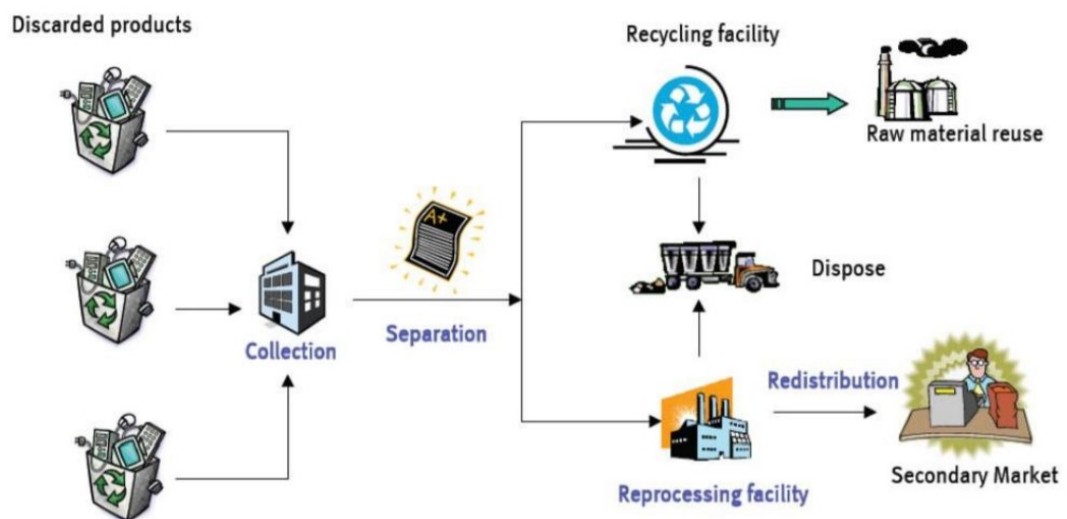 Discarded products
Recycling facility
Raw material reuse
A+
Dispose
Separation
Collection
Redistribution
Reprocessing facility
Secondary Market